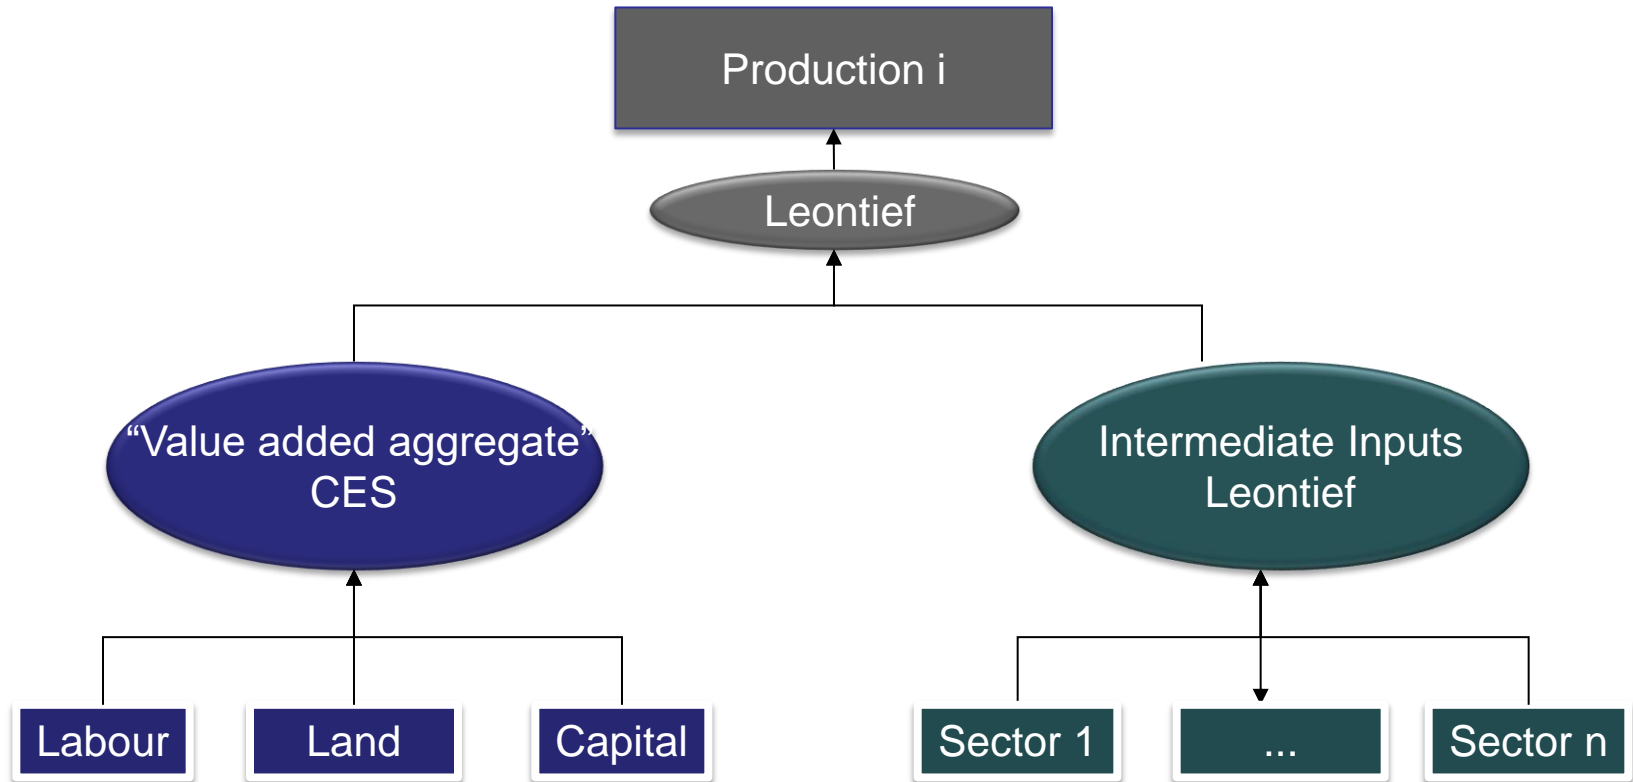 Production i
Leontief
“Value added aggregate”
CES
Intermediate Inputs
Leontief
Labour
Land
Capital
Sector 1
...
Sector n